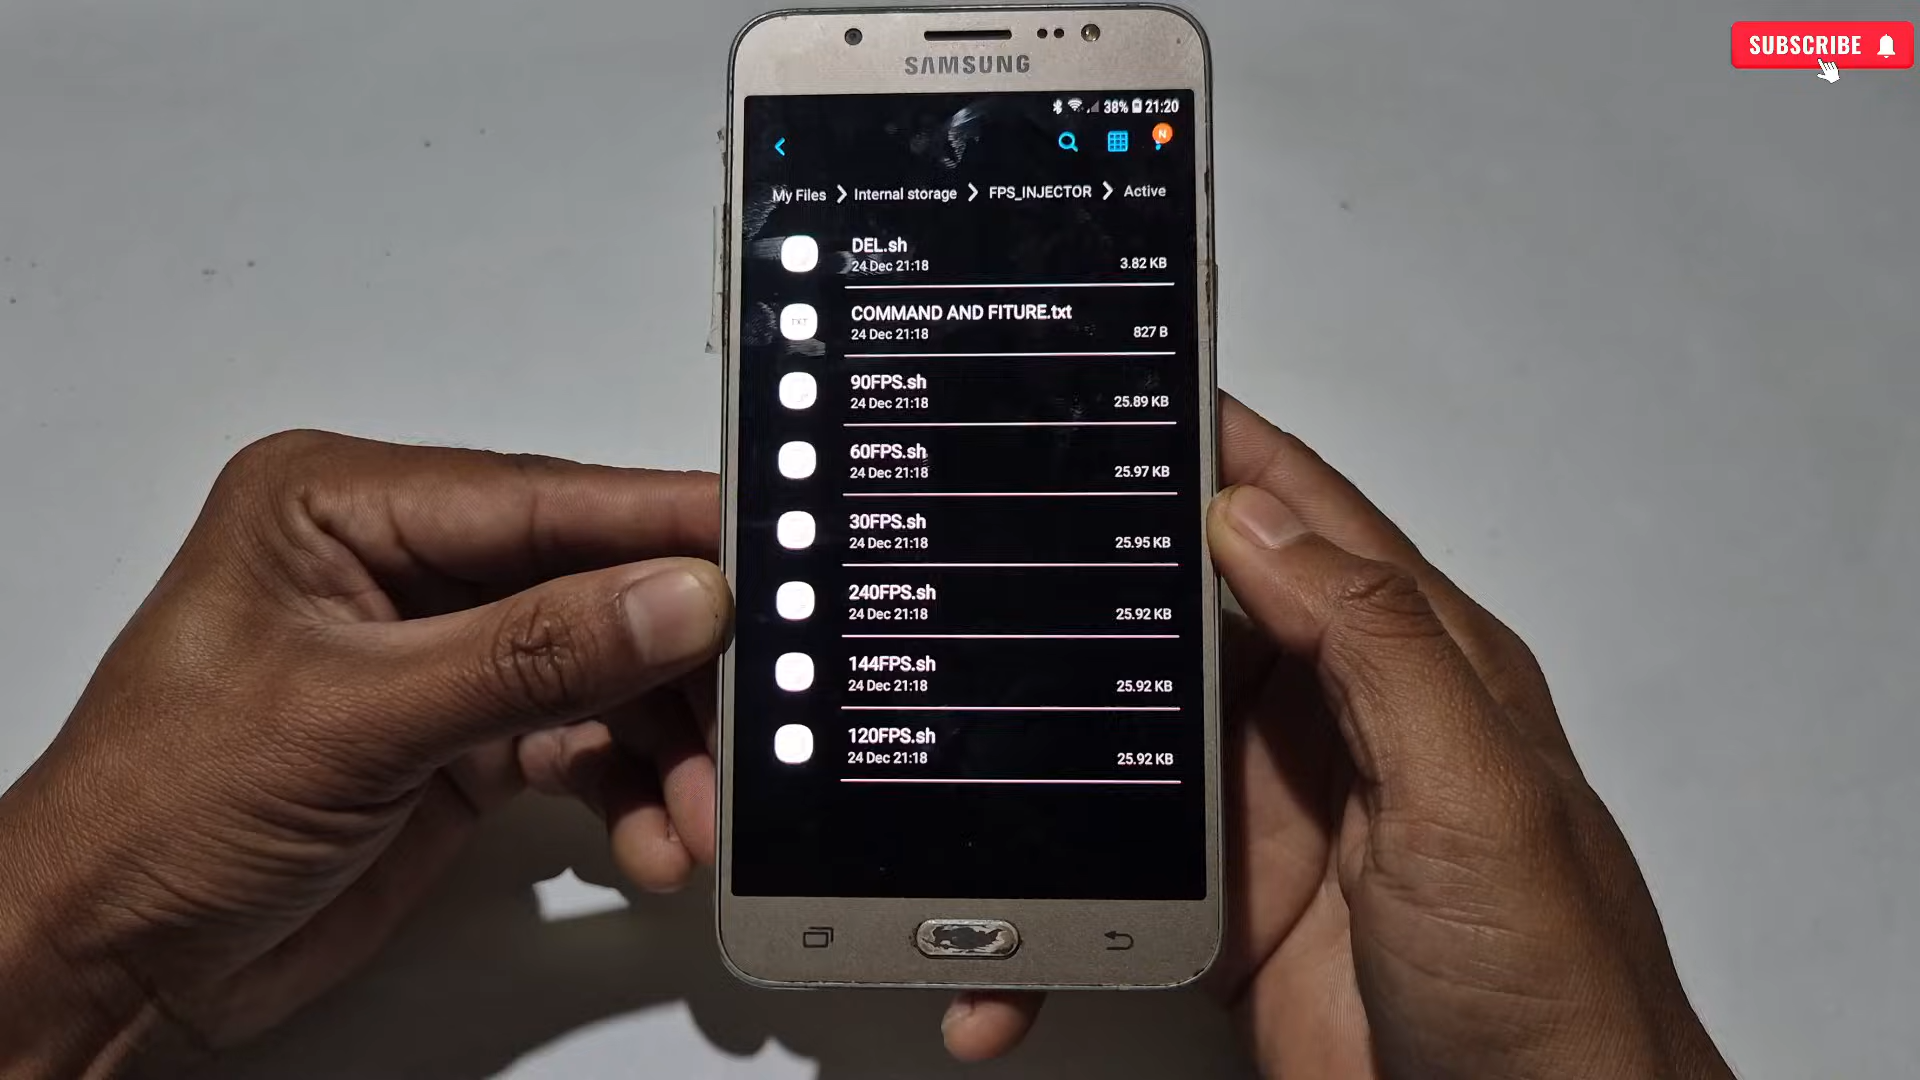 SUBSCRIBE
SAMSUNG
38% 21:20
N
My Files > Internal storage > FPS_INJECTOR > Active
DEL.sh
24 Dec 21:18 3.82 KB
TXT
COMMAND AND FITURE.txt
24 Dec 21:18 827 B
90FPS.sh
24 Dec 21:18 25.89 KB
60FPS.sh
24 Dec 21:18 25.97 KB
30FPS.sh
24 Dec 21:18 25.95 KB
240FPS.sh
24 Dec 21:18 25.92 KB
144FPS.sh
24 Dec 21:18 25.92 KB
120FPS.sh
24 Dec 21:18 25.92 KB